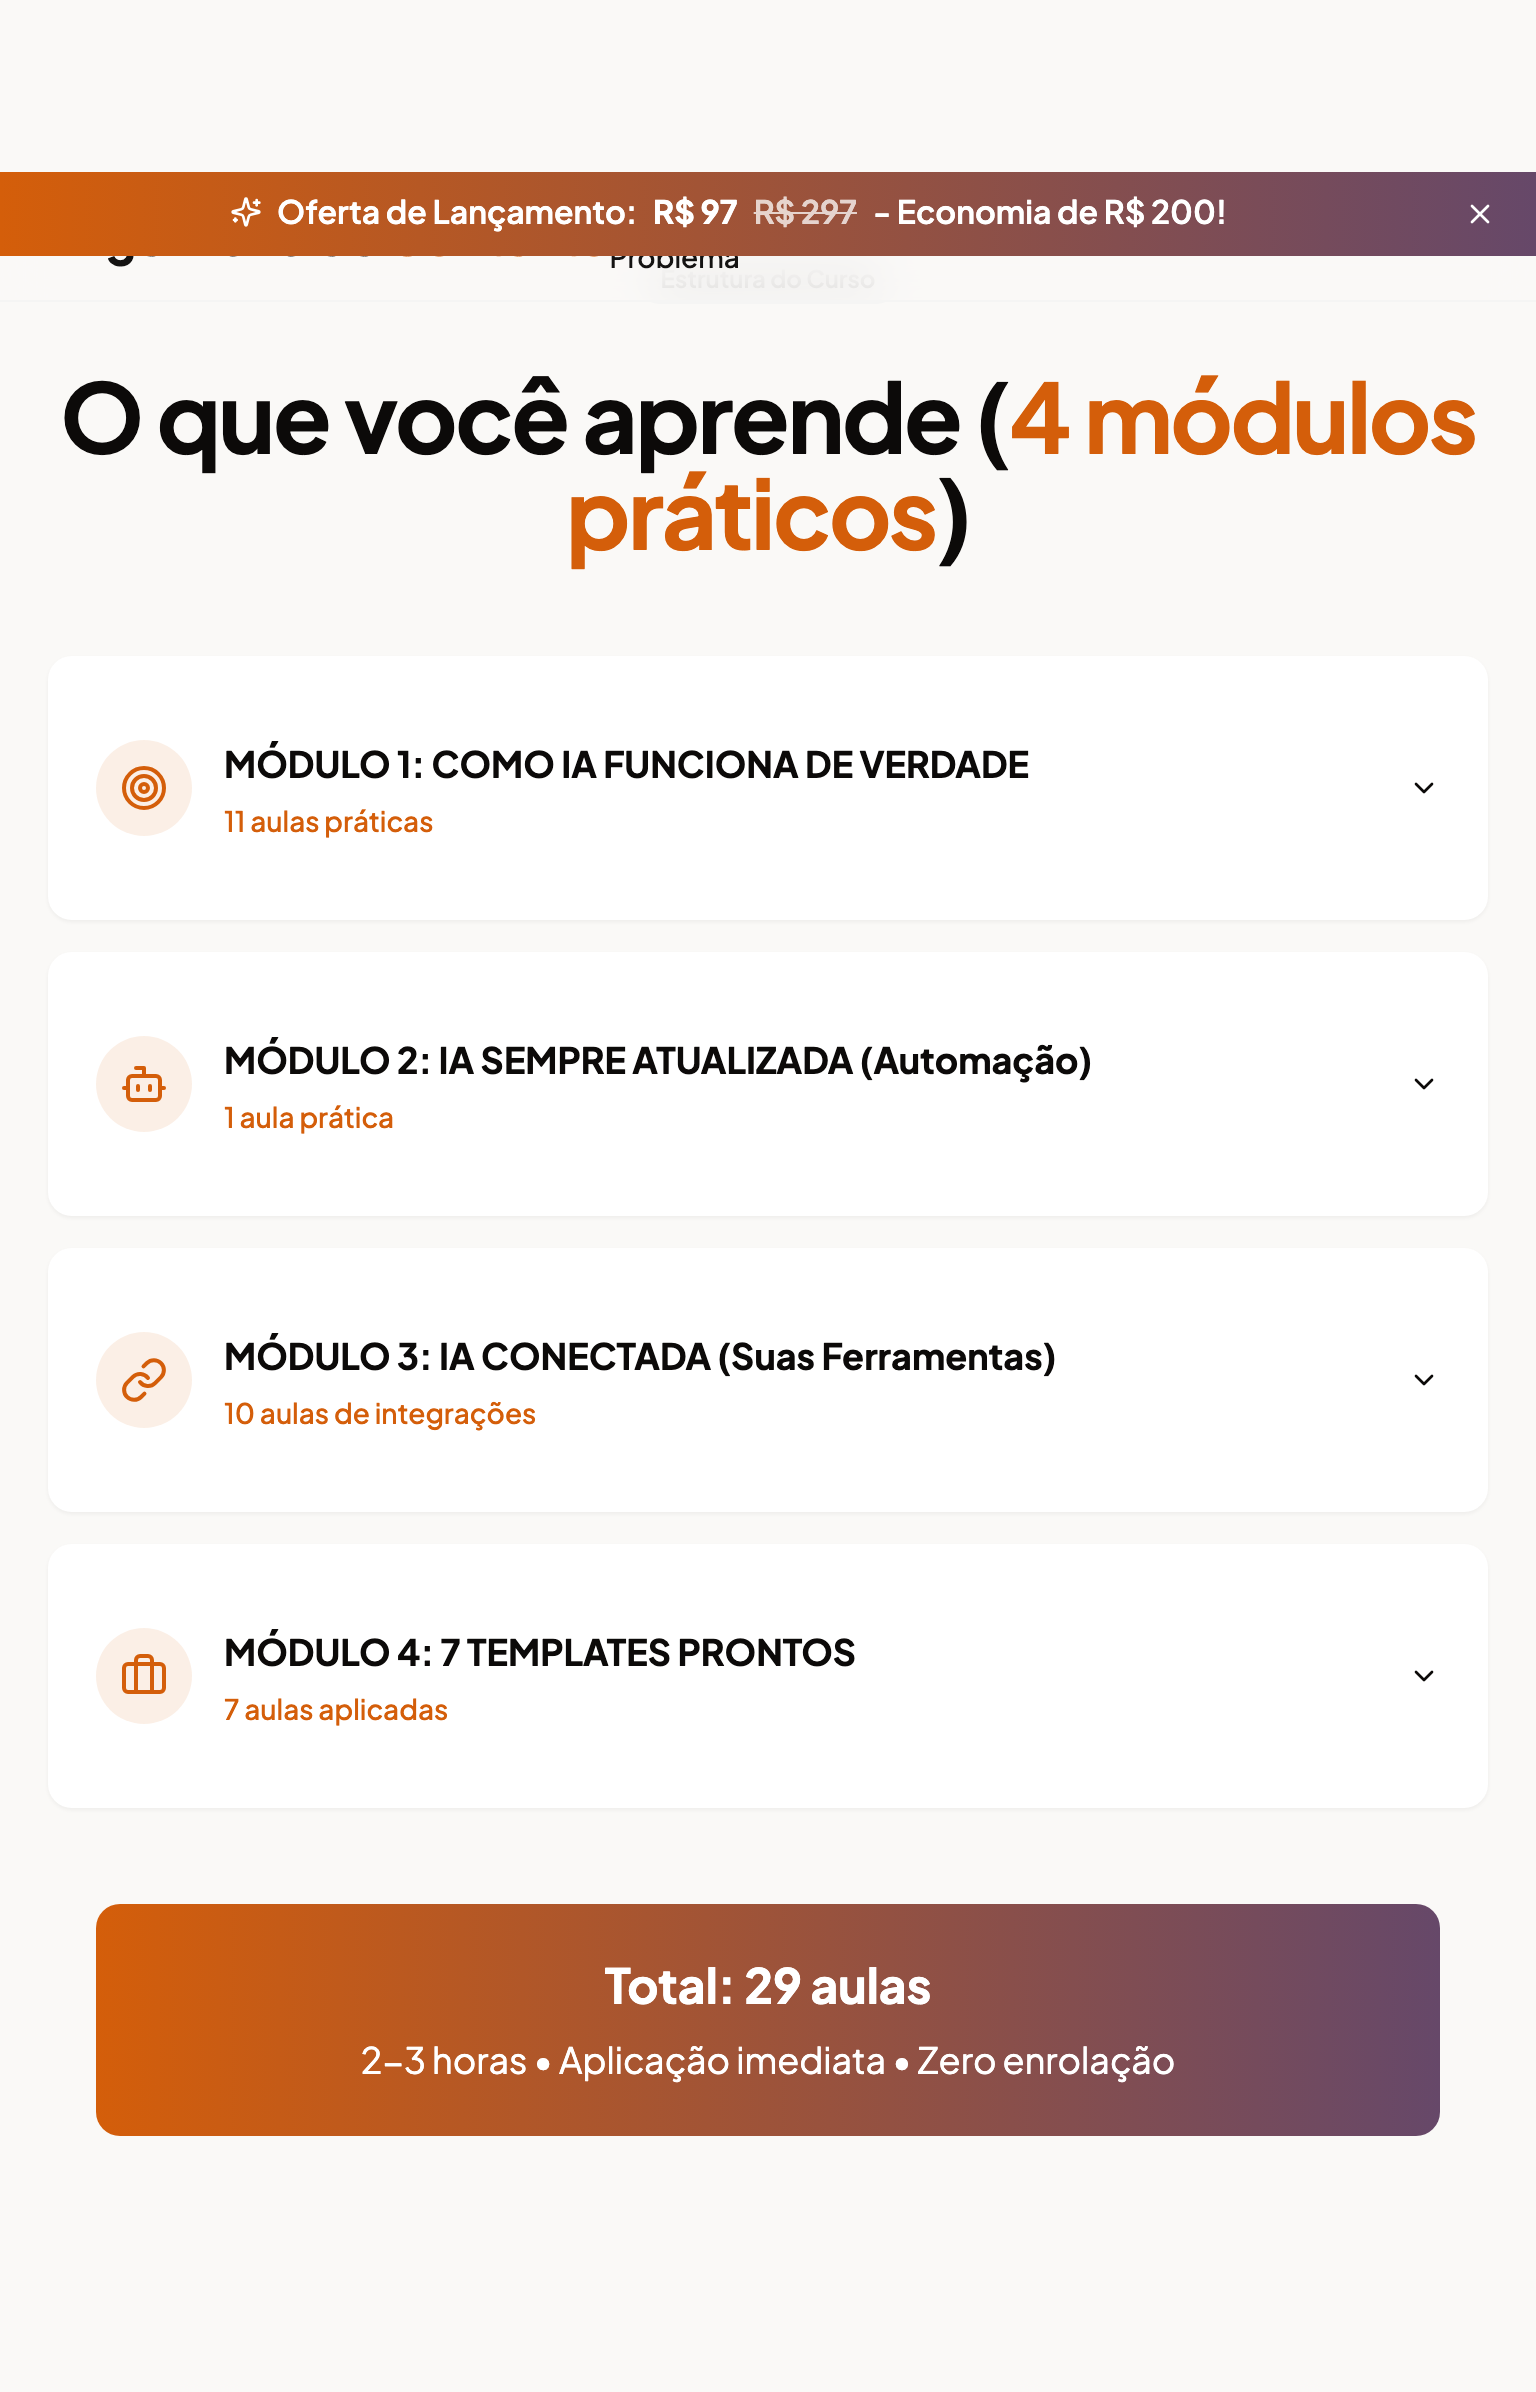 Oferta de Lançamento: R$ 97 R$ 297 - Economia de R$ 200!
Problema
Estrutura do Curso
O que você aprende (4 módulos
práticos)
MÓDULO 1: COMO IA FUNCIONA DE VERDADE
11 aulas práticas
MÓDULO 2: IA SEMPRE ATUALIZADA (Automação)
1 aula prática
MÓDULO 3: IA CONECTADA (Suas Ferramentas)
10 aulas de integrações
MÓDULO 4: 7 TEMPLATES PRONTOS
7 aulas aplicadas
Total: 29 aulas
2–3 horas • Aplicação imediata • Zero enrolação